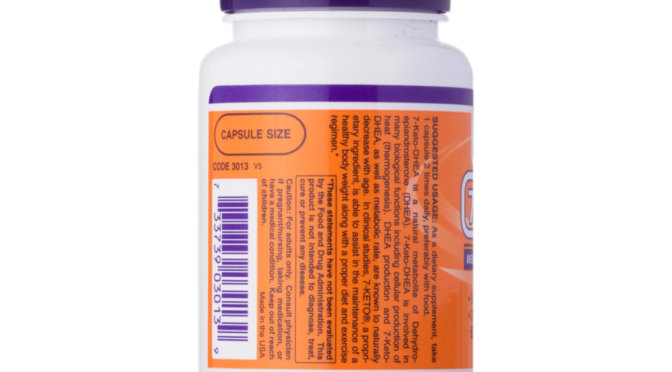 CAPSULE SIZE
CODE 3013 V5
SUGGESTED USAGE: As a dietary supplement, take
1 capsule 2 times daily, preferably with food.
7-Keto-DHEA is a natural metabolite of Dehydro-
epiandrosterone (DHEA). 7-Keto-DHEA is involved in
many biological functions including cellular production of
heat (thermogenesis). DHEA production and 7-Keto-
DHEA, as well as metabolic rate, are known to naturally
decrease with age. In clinical studies, 7-KETO®, a propri-
etary ingredient, is able to assist in the maintenance of a
healthy body weight along with a proper diet and exercise
regimen.*
*These statements have not been evaluated
by the Food and Drug Administration. This
product is not intended to diagnose, treat,
cure or prevent any disease.
Caution: For adults only. Consult physician
if pregnant/nursing, taking medication, or
have a medical condition. Keep out of reach
of children.
Made in the USA
7 33739 03013 9